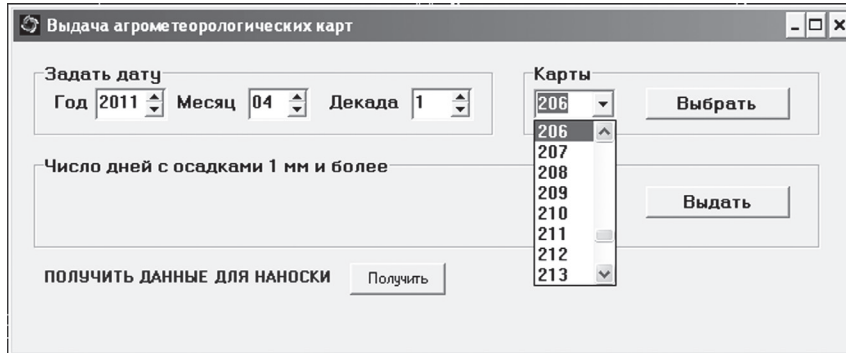 Выдача агрометеорологических карт
Задать дату
Карты
Год 2011 Месяц 04 Декада 1
206
Выбрать
206
207
208
209
210
211
212
213
Число дней с осадками 1 мм и более
Выдать
ПОЛУЧИТЬ ДАННЫЕ ДЛЯ НАНОСКИ
Получить